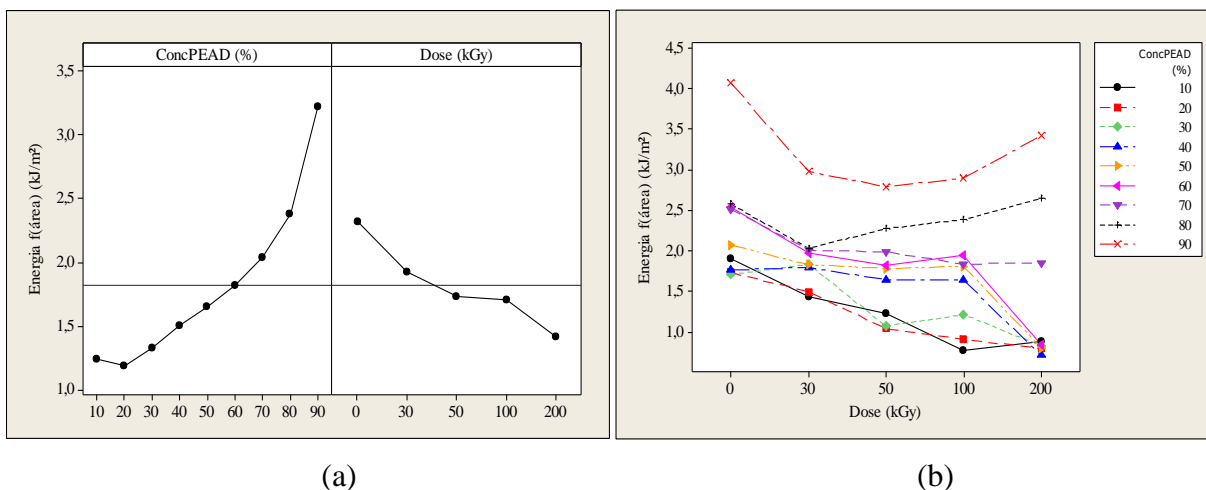 ConcPEAD (%) Dose (kGy)
Energia f(área) (kJ/m²)
3,5
3,0
2,5
2,0
1,5
1,0
10 20 30 40 50 60 70 80 90 0 30 50 100 200
(a)
Energia f(área) (kJ/m²)
4,5
4,0
3,5
3,0
2,5
2,0
1,5
1,0
0 30 50 100 200
Dose (kGy)
ConcPEAD
(%)
10
20
30
40
50
60
70
80
90
(b)